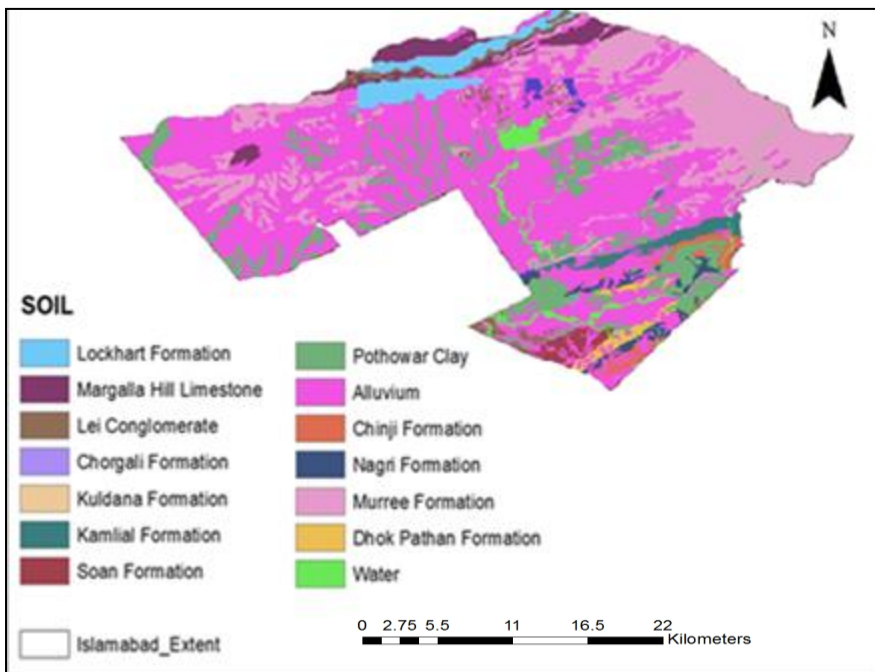 N
SOIL
Lockhart Formation
Margalla Hill Limestone
Lei Conglomerate
Chorgali Formation
Kuldana Formation
Kamlial Formation
Soan Formation
Islamabad_Extent
Pothowar Clay
Alluvium
Chinji Formation
Nagri Formation
Murree Formation
Dhok Pathan Formation
Water
0 2.75 5.5 11 16.5 22
Kilometers